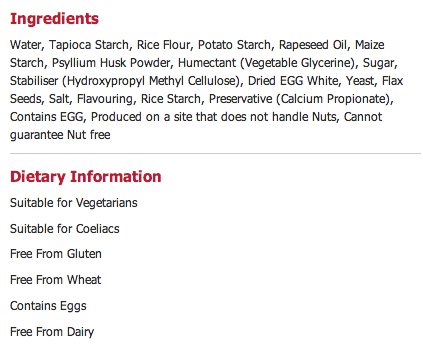 Ingredients
Water, Tapioca Starch, Rice Flour, Potato Starch, Rapeseed Oil, Maize
Starch, Psyllium Husk Powder, Humectant (Vegetable Glycerine), Sugar,
Stabiliser (Hydroxypropyl Methyl Cellulose), Dried EGG White, Yeast, Flax
Seeds, Salt, Flavouring, Rice Starch, Preservative (Calcium Propionate),
Contains EGG, Produced on a site that does not handle Nuts, Cannot
guarantee Nut free
Dietary Information
Suitable for Vegetarians
Suitable for Coeliacs
Free From Gluten
Free From Wheat
Contains Eggs
Free From Dairy